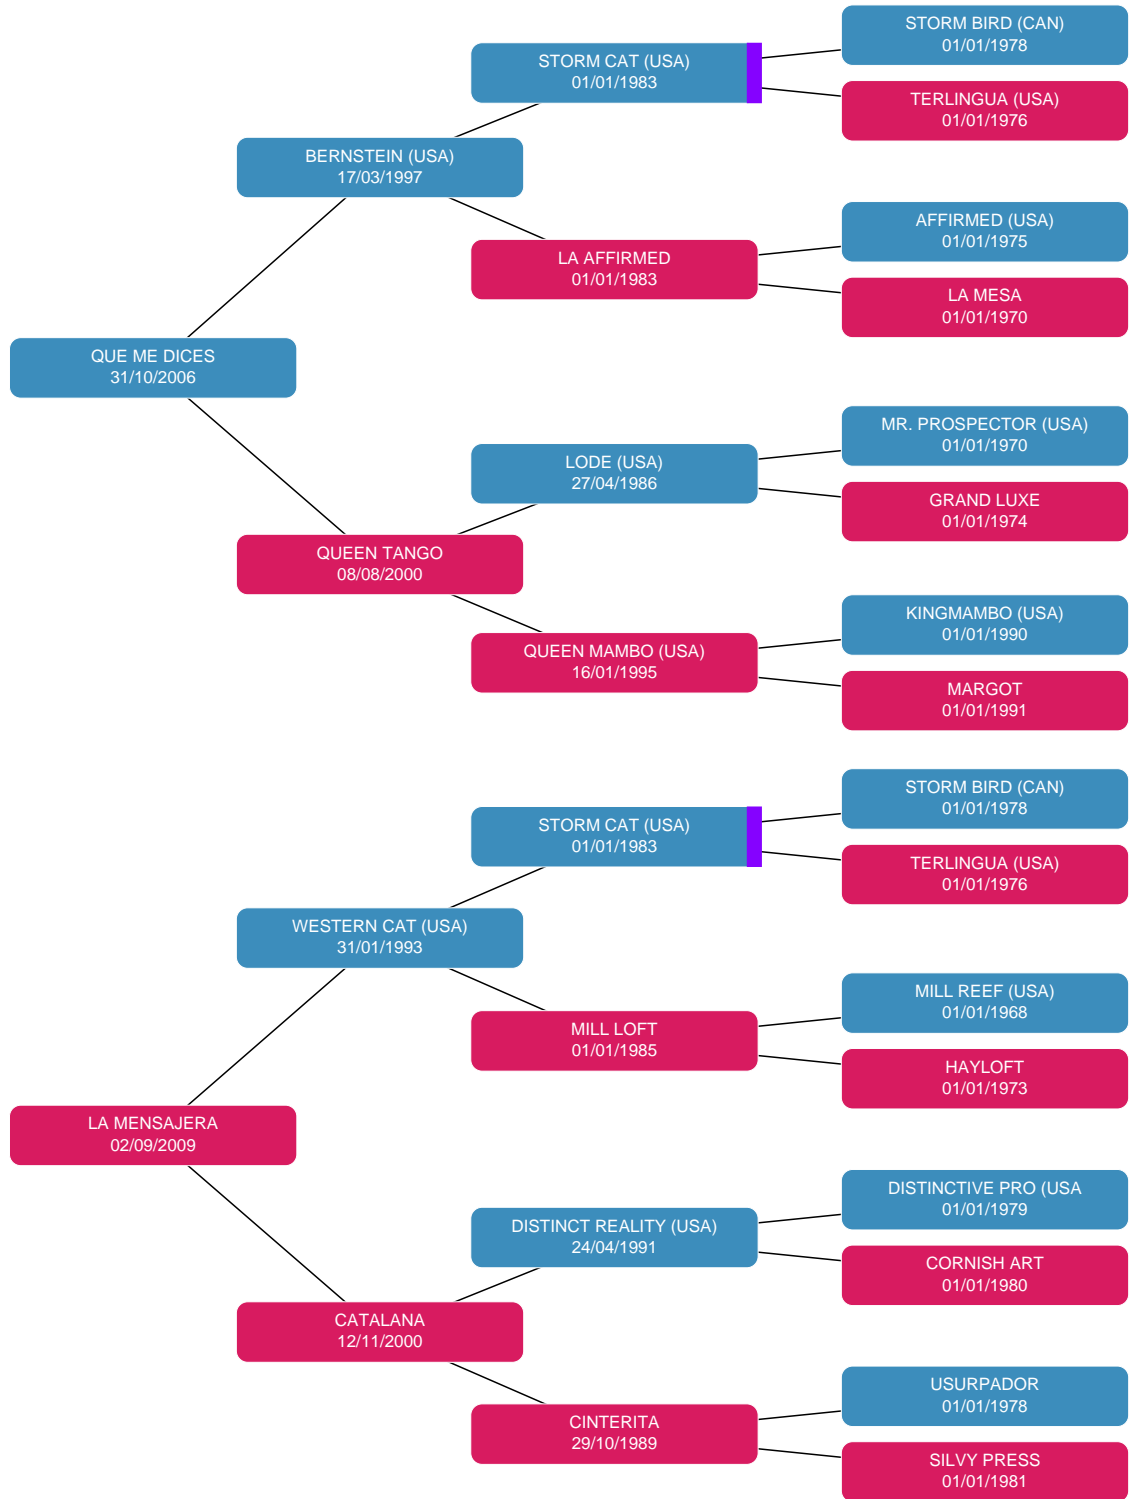 STORM BIRD (CAN)
01/01/1978
STORM CAT (USA)
01/01/1983
TERLINGUA (USA)
01/01/1976
BERNSTEIN (USA)
17/03/1997
AFFIRMED (USA)
01/01/1975
LA AFFIRMED
01/01/1983
LA MESA
01/01/1970
QUE ME DICES
31/10/2006
MR. PROSPECTOR (USA)
01/01/1970
LODE (USA)
27/04/1986
GRAND LUXE
01/01/1974
QUEEN TANGO
08/08/2000
KINGMAMBO (USA)
01/01/1990
QUEEN MAMBO (USA)
16/01/1995
MARGOT
01/01/1991
STORM BIRD (CAN)
01/01/1978
STORM CAT (USA)
01/01/1983
TERLINGUA (USA)
01/01/1976
WESTERN CAT (USA)
31/01/1993
MILL REEF (USA)
01/01/1968
MILL LOFT
01/01/1985
HAYLOFT
01/01/1973
LA MENSAJERA
02/09/2009
DISTINCTIVE PRO (USA
01/01/1979
DISTINCT REALITY (USA)
24/04/1991
CORNISH ART
01/01/1980
CATALANA
12/11/2000
USURPADOR
01/01/1978
CINTERITA
29/10/1989
SILVY PRESS
01/01/1981